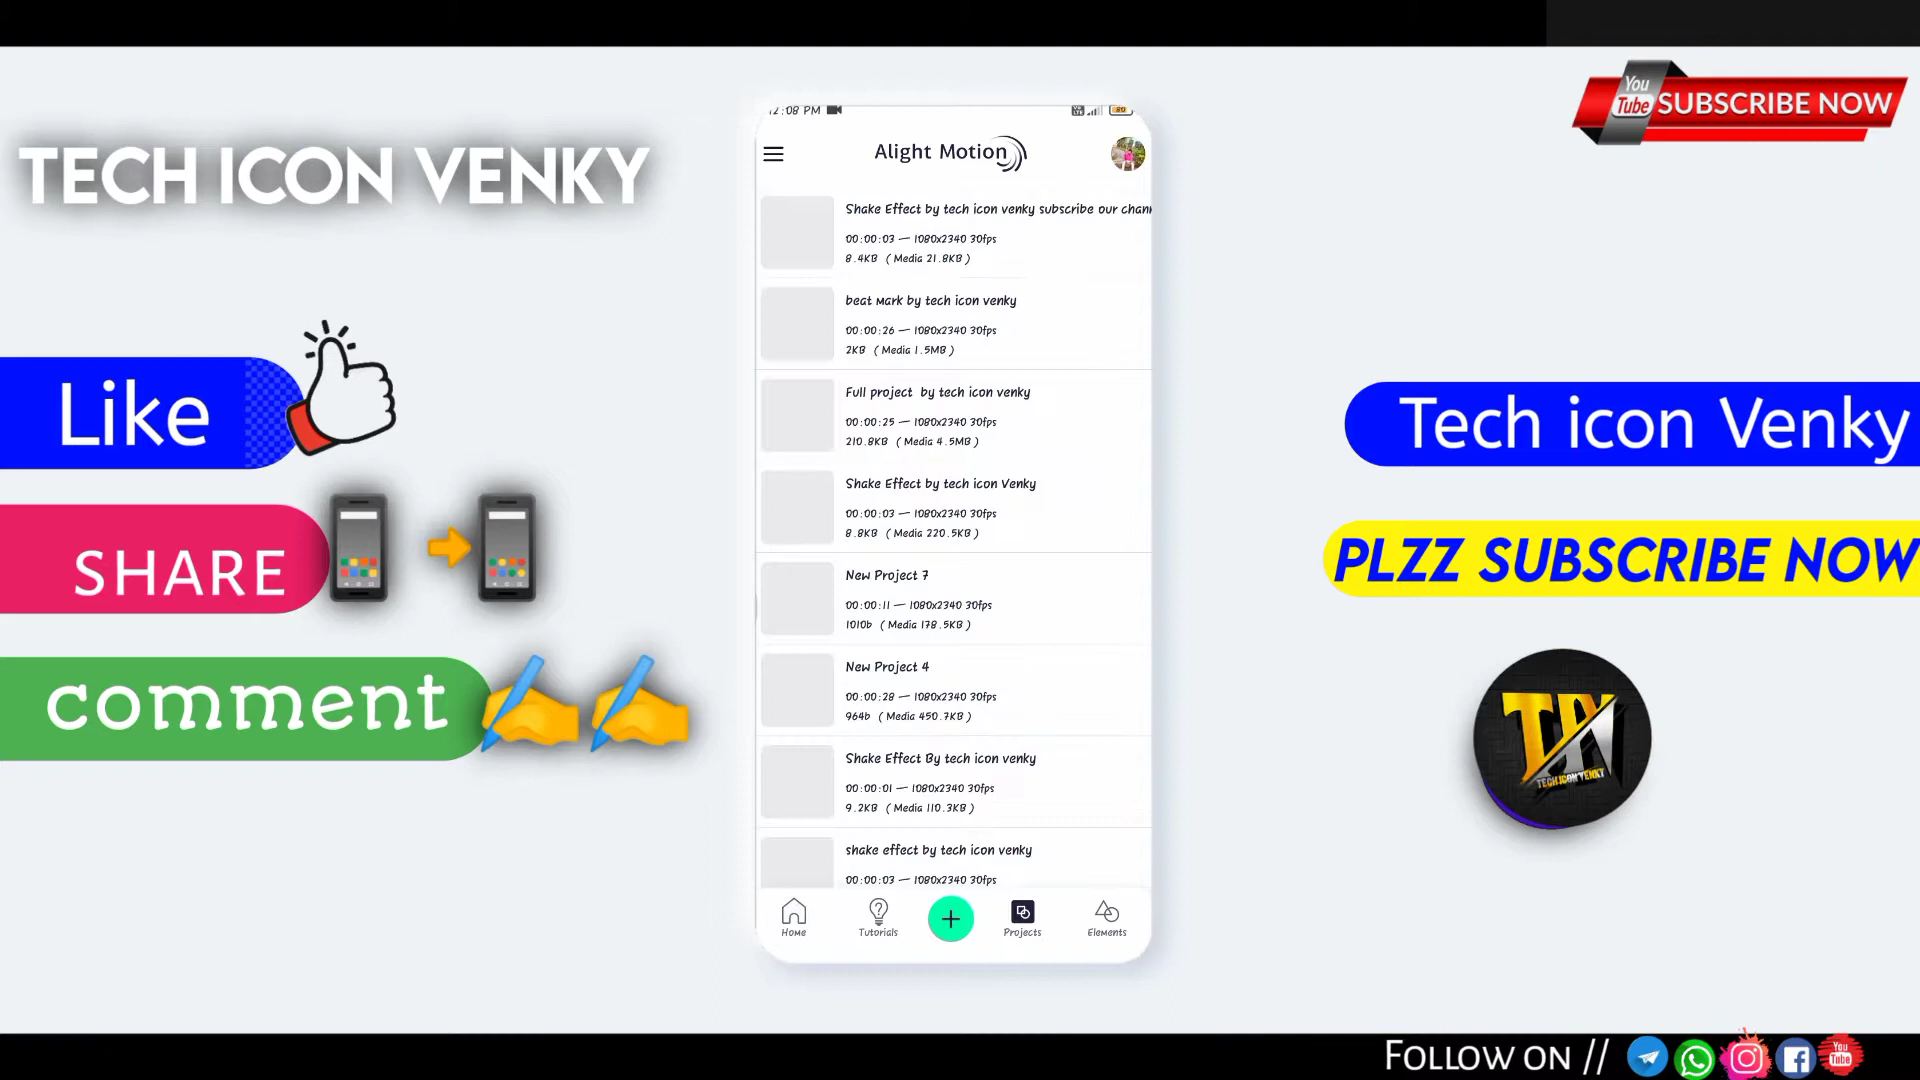 You
Tube
SUBSCRIBE NOW
TECH ICON VENKY
12:08 PM
80
Alight Motion
Shake Effect by tech icon venky subscribe our chann
00:00:03 — 1080x2340 30fps
8.4KB ( Media 21.8KB )
beat mark by tech icon venky
00:00:26 — 1080x2340 30fps
2KB ( Media 1.5MB )
Full project by tech icon venky
00:00:25 — 1080x2340 30fps
210.8KB ( Media 4.5MB )
Shake Effect by tech icon Venky
00:00:03 — 1080x2340 30fps
8.8KB ( Media 220.5KB )
New Project 7
00:00:11 — 1080x2340 30fps
1010b ( Media 178.5KB )
New Project 4
00:00:28 — 1080x2340 30fps
964b ( Media 450.7KB )
Shake Effect By tech icon venky
00:00:01 — 1080x2340 30fps
9.2KB ( Media 110.3KB )
shake effect by tech icon venky
00:00:03 — 1080x2340 30fps
Home
Tutorials
Projects
Elements
Like
SHARE
comment
Tech icon Venky
PLZZ SUBSCRIBE NOW
TECH ICON VENKY
FOLLOW ON //
You
Tube